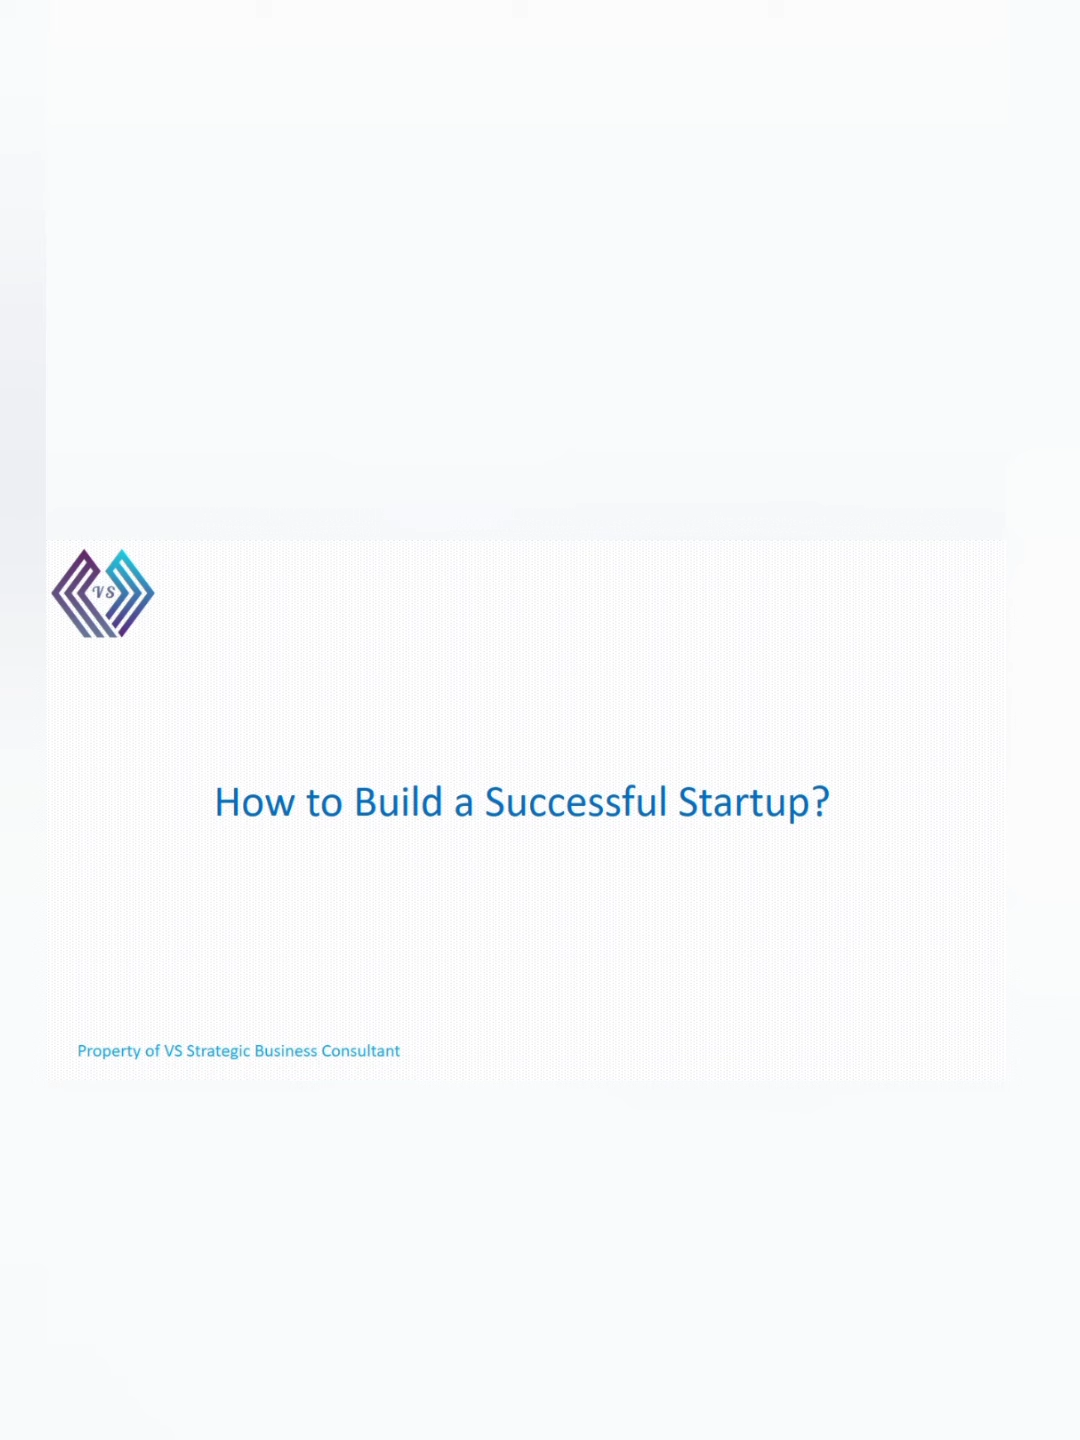 VS
How to Build a Successful Startup?
Property of VS Strategic Business Consultant